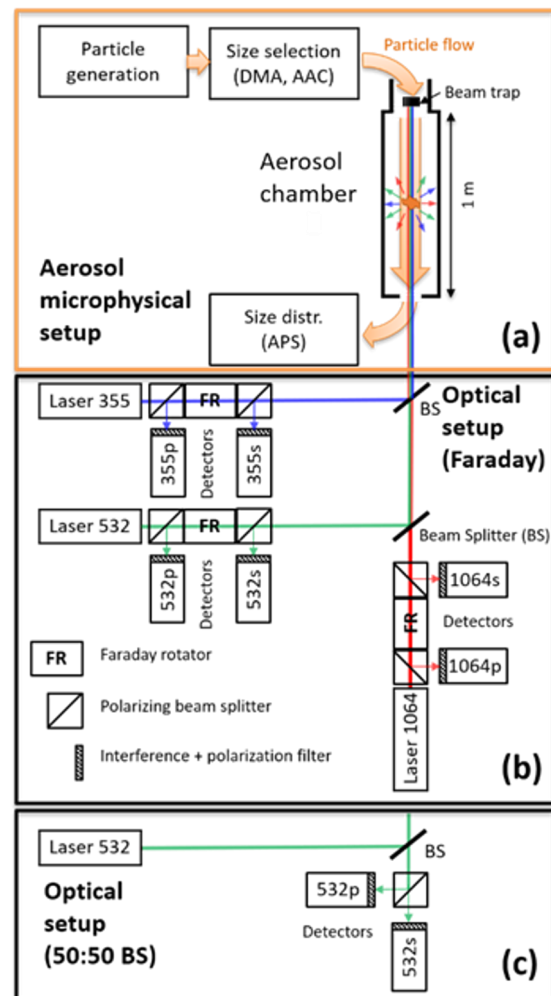 Particle
generation
Size selection
(DMA, AAC)
Particle flow
Beam trap
Aerosol
chamber
1 m
Aerosol
microphysical
setup
Size distr.
(APS)
(a)
Laser 355
FR
BS
Optical
setup
(Faraday)
355p
Detectors
355s
Laser 532
FR
Beam Splitter (BS)
532p
Detectors
532s
1064s
FR
Detectors
1064p
Laser 1064
FR
Faraday rotator
Polarizing beam splitter
Interference + polarization filter
(b)
Laser 532
BS
532p
Detectors
532s
Optical
setup
(50:50 BS)
(c)